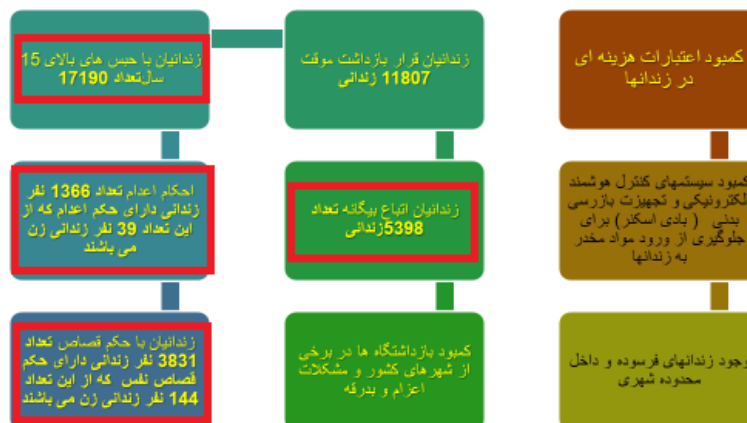 کمبود اعتبارات هزینه ای
در زندانها
کمبود سیستمهای کنترل هوشمند
الکترونیکی و تجهیزت بازرسی
بدنی ( بادی اسکنر) برای
جلوگیری از ورود مواد مخدر
به زندانها
وجود زندانهای فرسوده و داخل
محدوده شهری
زندانیان قرار بازداشت موقت
11807 زندانی
زندانیان اتباع بیگانه تعداد
5398زندانی
کمبود بازداشتگاه ها در برخی
از شهرهای کشور و مشکلات
اعزام و بدرقه
زندانیان با حبس های بالای 15
سال‌تعداد 17190
احکام اعدام تعداد 1366 نفر
زندانی دارای حکم اعدام که از
این تعداد 39 نفر زندانی زن
می باشند
زندانیان با حکم قصاص تعداد
3831 نفر زندانی دارای حکم
قصاص نفس که از این تعداد
144 نفر زندانی زن می باشند